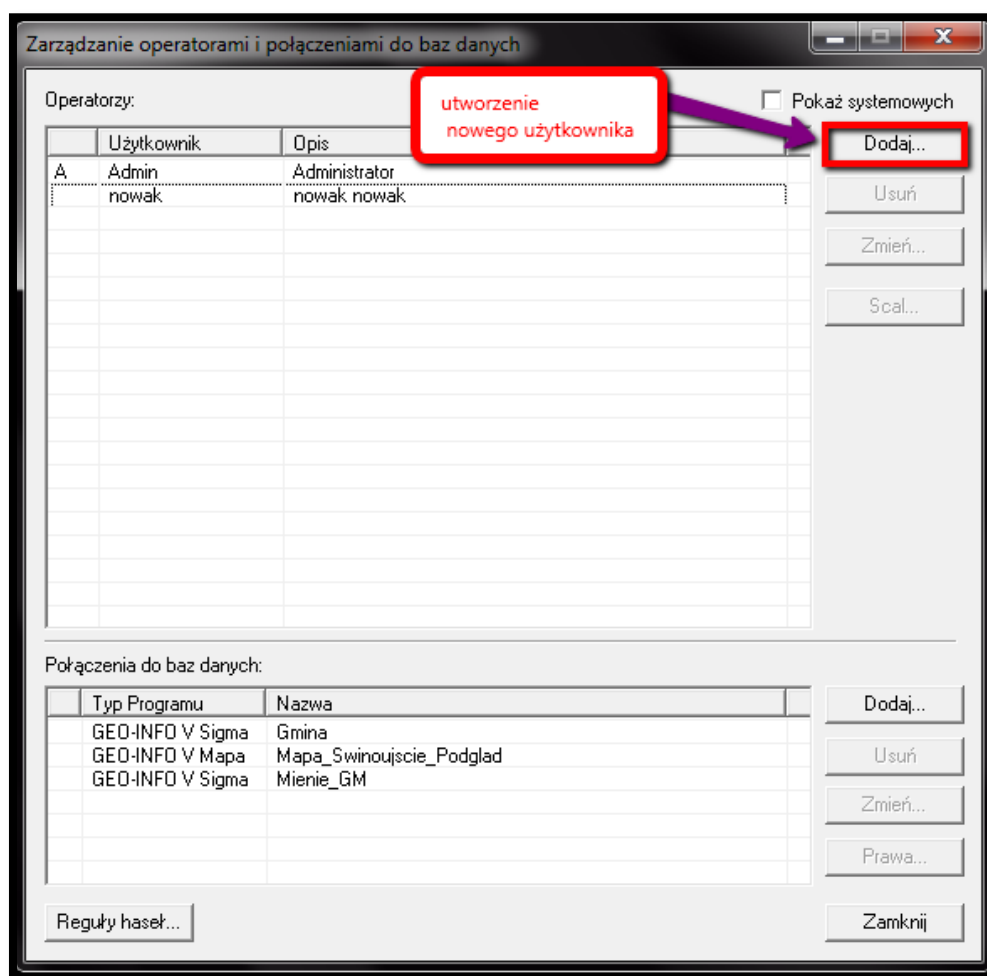 Zarządzanie operatorami i połączeniami do baz danych
Operatorzy:
utworzenie
nowego użytkownika
Pokaż systemowych
Użytkownik Opis
Dodaj...
A Admin Administrator
nowak nowak nowak
Usuń
Zmień...
Scal...
Połączenia do baz danych:
Typ Programu Nazwa
Dodaj...
GEO-INFO V Sigma Gmina
GEO-INFO V Mapa Mapa_Swinoujscie_Podglad
GEO-INFO V Sigma Mienie_GM
Usuń
Zmień...
Prawa...
Reguły haseł...
Zamknij